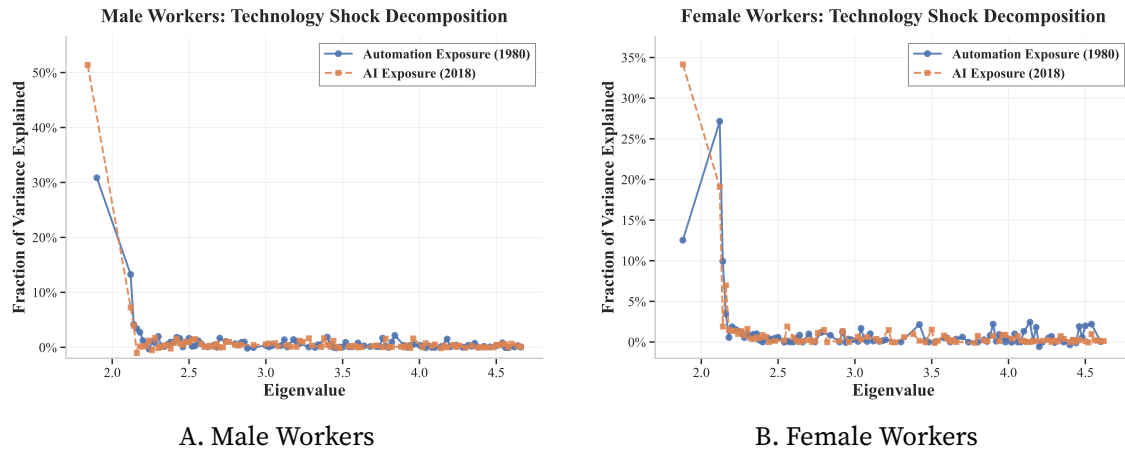 Male Workers: Technology Shock Decomposition
Automation Exposure (1980)
AI Exposure (2018)
Fraction of Variance Explained
50%
40%
30%
20%
10%
0%
2.0 2.5 3.0 3.5 4.0 4.5
Eigenvalue
A. Male Workers
Female Workers: Technology Shock Decomposition
Automation Exposure (1980)
AI Exposure (2018)
Fraction of Variance Explained
35%
30%
25%
20%
15%
10%
5%
0%
2.0 2.5 3.0 3.5 4.0 4.5
Eigenvalue
B. Female Workers